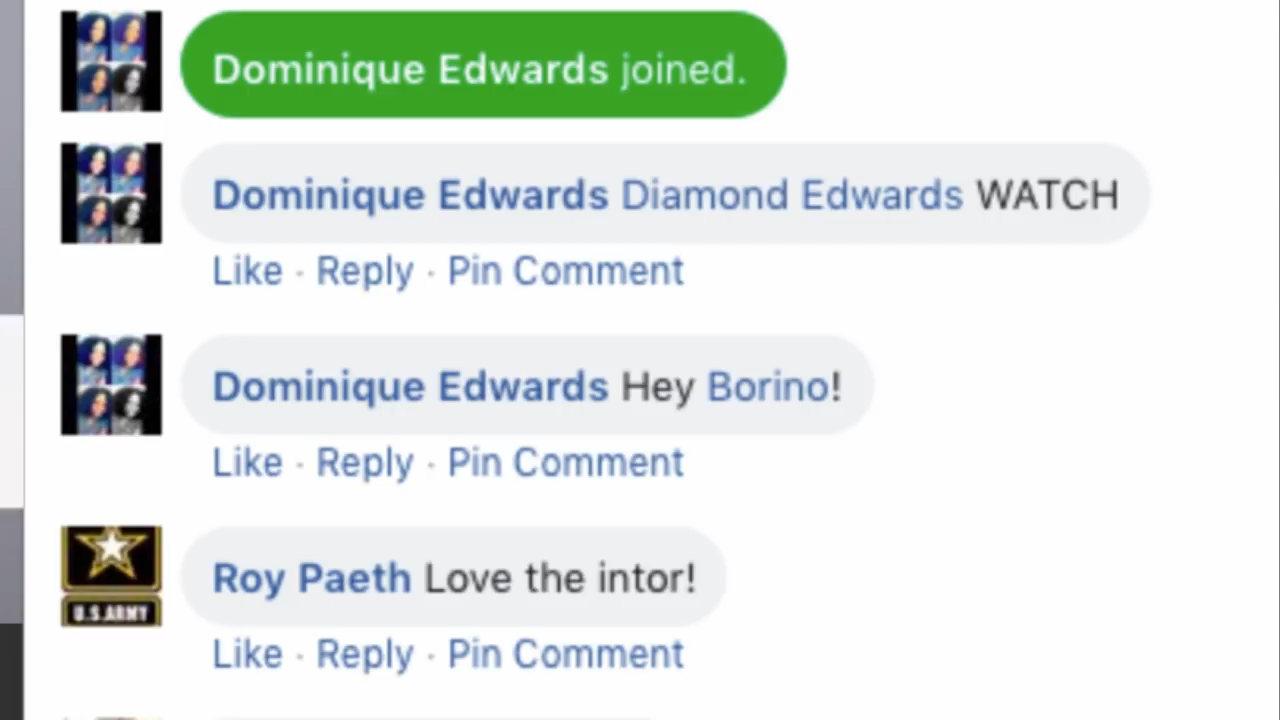 Dominique Edwards joined.
Dominique Edwards Diamond Edwards WATCH
Like · Reply · Pin Comment
Dominique Edwards Hey Borino!
Like · Reply · Pin Comment
Roy Paeth Love the intor!
U.S.ARMY
Like · Reply · Pin Comment